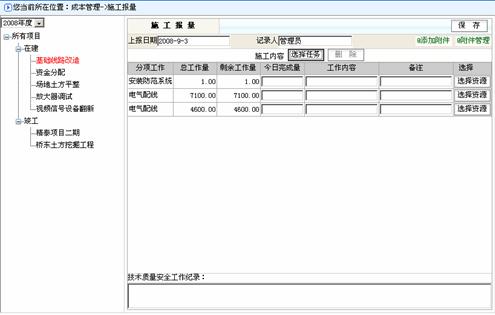 您当前所在位置：成本管理->施工报量
2008年度
所有项目
在建
基础线路改造
资金分配
场地土方平整
放大器调试
视频信号设备翻新
竣工
格泰项目二期
桥东土方挖掘工程
施 工 报 量
保 存
上报日期 2008-9-3 记录人 管理员 @添加附件 @附件管理
施工内容 选择任务 删 除
分项工作 总工作量 剩余工作量 今日完成量 工作内容 备注 选择
安装防范系统 1.00 1.00 选择资源
电气配线 7100.00 7100.00 选择资源
电气配线 4600.00 4600.00 选择资源
技术质量安全工作纪录：